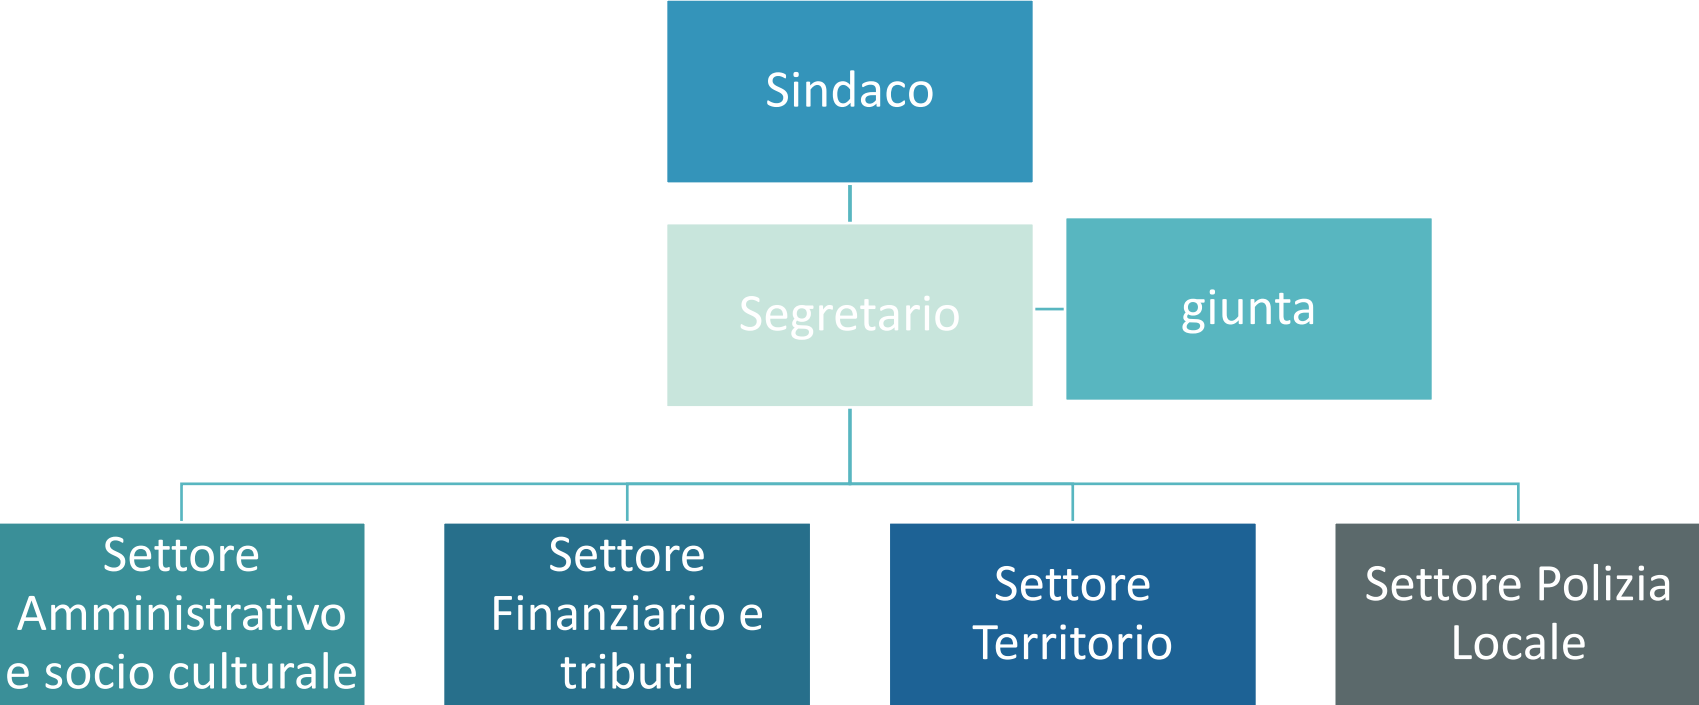 Sindaco
Segretario
giunta
Settore
Amministrativo
e socio culturale
Settore
Finanziario e
tributi
Settore
Territorio
Settore Polizia
Locale